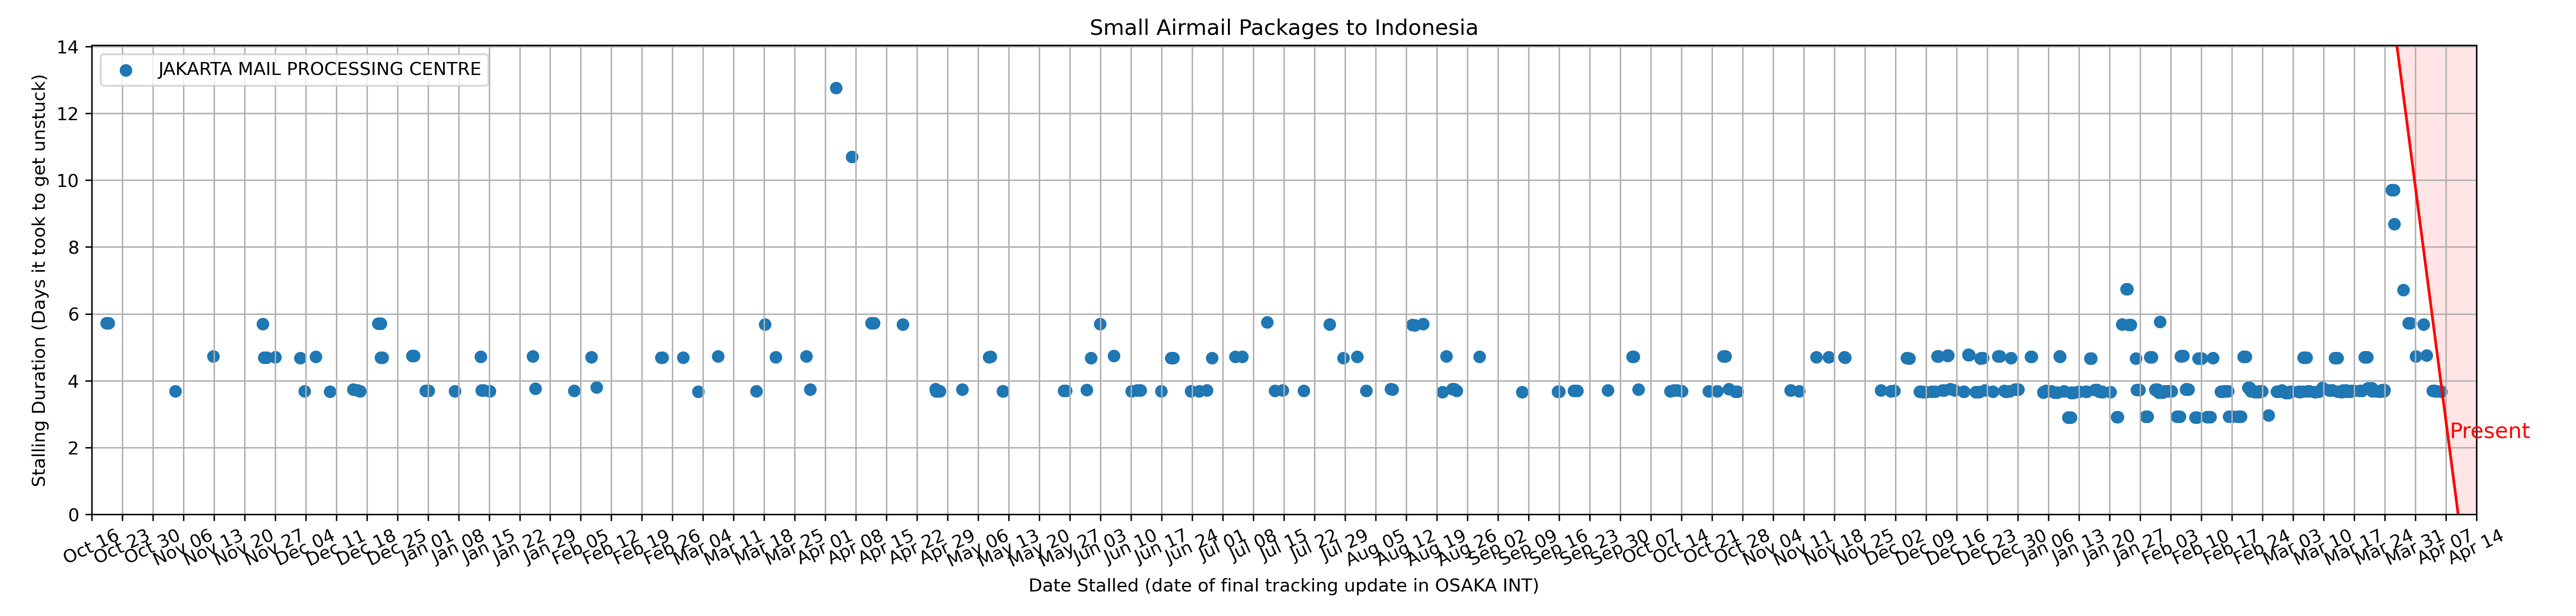 Small Airmail Packages to Indonesia
JAKARTA MAIL PROCESSING CENTRE
Stalling Duration (Days it took to get unstuck)
14
12
10
8
6
4
2
0
Present
Oct 16 Oct 23 Oct 30 Nov 06 Nov 13 Nov 20 Nov 27 Dec 04 Dec 11 Dec 18 Dec 25 Jan 01 Jan 08 Jan 15 Jan 22 Jan 29 Feb 05 Feb 12 Feb 19 Feb 26 Mar 04 Mar 11 Mar 18 Mar 25 Apr 01 Apr 08 Apr 15 Apr 22 Apr 29 May 06 May 13 May 20 May 27 Jun 03 Jun 10 Jun 17 Jun 24 Jul 01 Jul 08 Jul 15 Jul 22 Jul 29 Aug 05 Aug 12 Aug 19 Aug 26 Sep 02 Sep 09 Sep 16 Sep 23 Sep 30 Oct 07 Oct 14 Oct 21 Oct 28 Nov 04 Nov 11 Nov 18 Nov 25 Dec 02 Dec 09 Dec 16 Dec 23 Dec 30 Jan 06 Jan 13 Jan 20 Jan 27 Feb 03 Feb 10 Feb 17 Feb 24 Mar 03 Mar 10 Mar 17 Mar 24 Mar 31 Apr 07 Apr 14
Date Stalled (date of final tracking update in OSAKA INT)